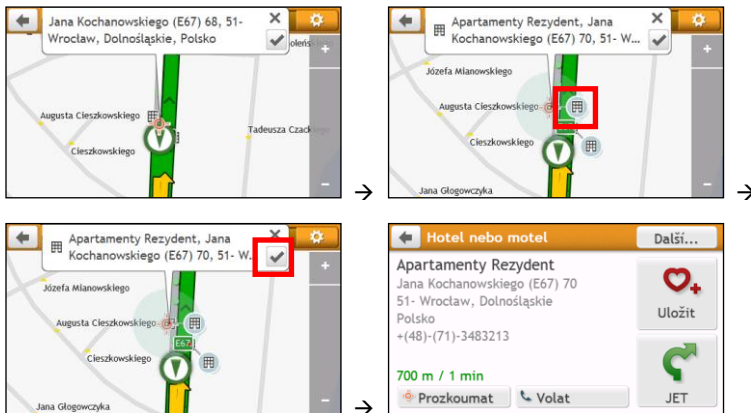 Jana Kochanowskiego (E67) 68, 51-
Wrocław, Dolnośląskie, Polsko
Augusta Cieszkowskiego
Cieszkowskiego
→
Apartamenty Rezydent, Jana
Kochanowskiego (E67) 70, 51- W...
Józefa Mianowskiego
Augusta Cieszkowskiego
Cieszkowskiego
Jana Głogowczyka
→
Apartamenty Rezydent, Jana
Kochanowskiego (E67) 70, 51- W.
Józefa Mianowskiego
Augusta Cieszkowskiego
E67
Cieszkowskiego
Jana Głogowczyka
→
Hotel nebo motel
Další...
Apartamenty Rezydent
Jana Kochanowskiego (E67) 70
51- Wrocław, Dolnośląskie
Polsko
+(48)-(71)-3483213
Uložit
700 m / 1 min
Prozkoumat
Volat
JET